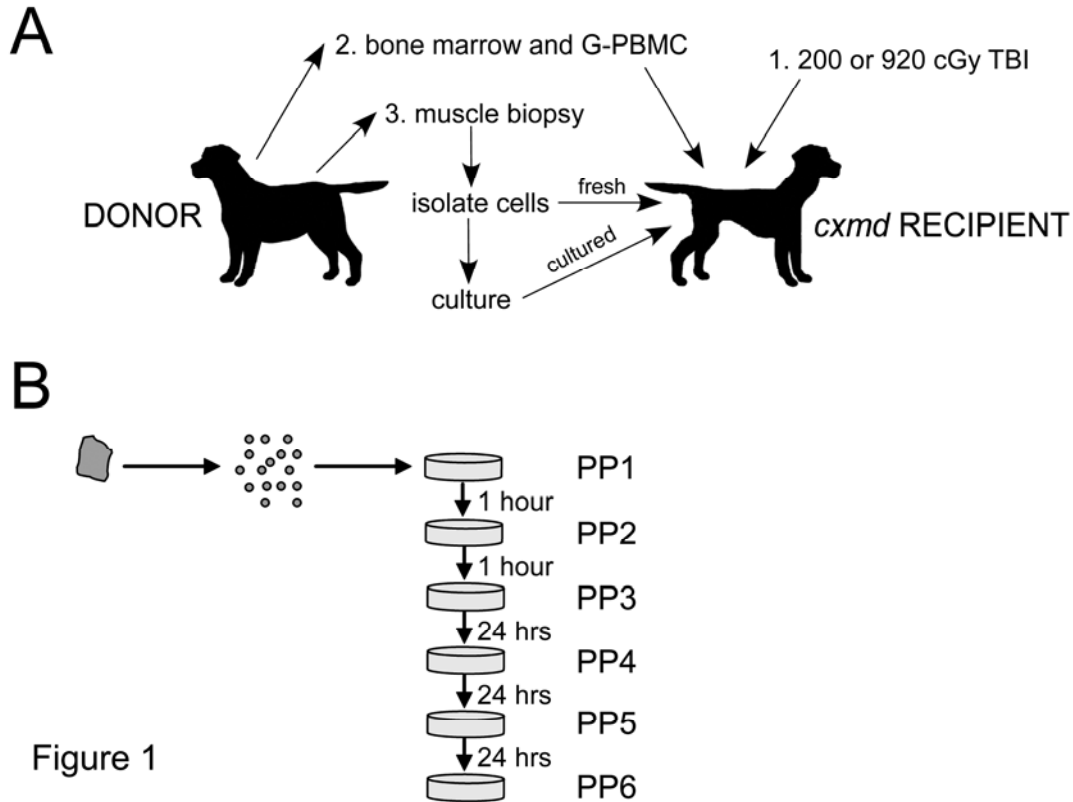 A
2. bone marrow and G-PBMC
1. 200 or 920 cGy TBI
3. muscle biopsy
DONOR
isolate cells
fresh
cxmd RECIPIENT
cultured
culture
B
PP1
1 hour
PP2
1 hour
PP3
24 hrs
PP4
24 hrs
PP5
24 hrs
PP6
Figure 1